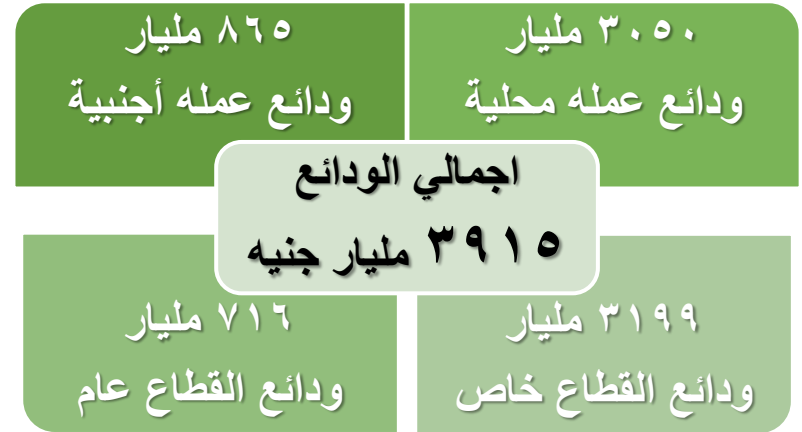 ٣٠٥٠ مليار
ودائع عمله محلية
٨٦٥ مليار
ودائع عمله أجنبية
اجمالي الودائع
٣٩١٥ مليار جنيه
٣١٩٩ مليار
ودائع القطاع خاص
٧١٦ مليار
ودائع القطاع عام